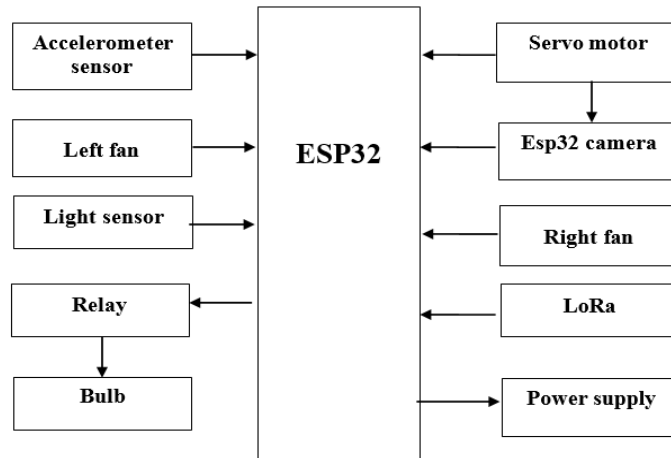 Accelerometer
sensor
Left fan
Light sensor
Relay
Bulb
ESP32
Servo motor
Esp32 camera
Right fan
LoRa
Power supply